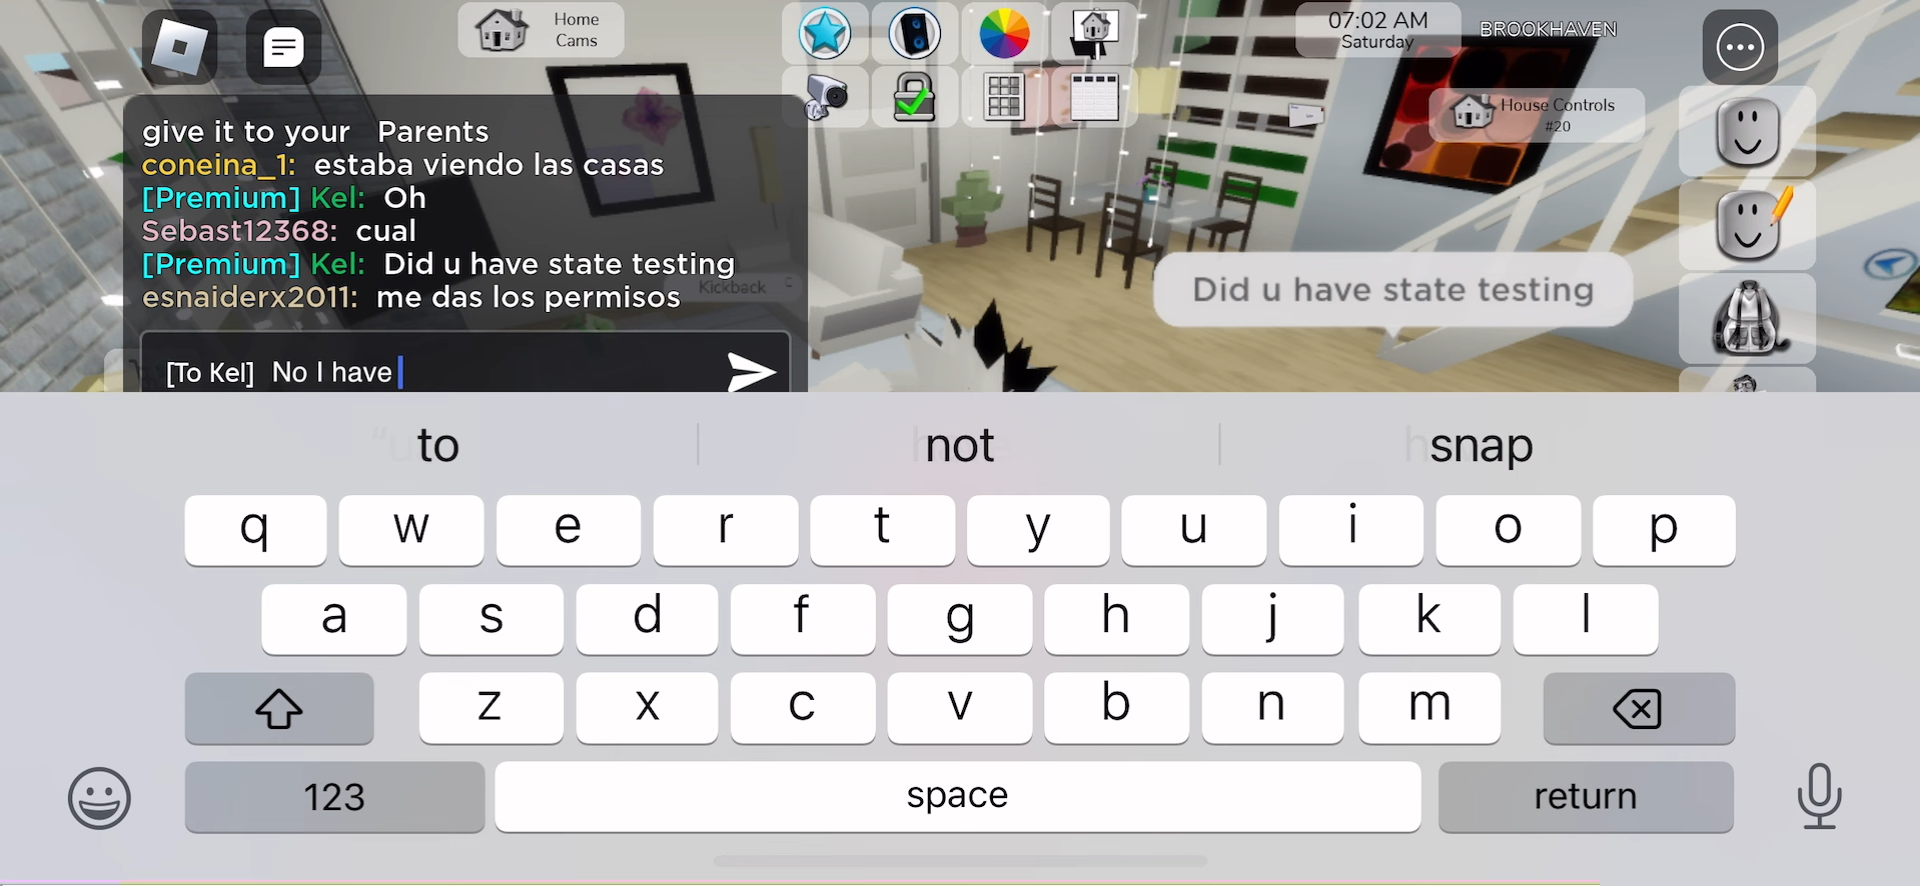 Home
Cams
07:02 AM
Saturday
BROOKHAVEN
House Controls
#20
give it to your Parents
coneina_1: estaba viendo las casas
[Premium] Kel: Oh
Sebast12368: cual
[Premium] Kel: Did u have state testing
esnaiderx2011: me das los permisos
Kickback
Did u have state testing
[To Kel] No I have
to
not
snap
q w e r t y u i o p
a s d f g h j k l
z x c v b n m
123
space
return